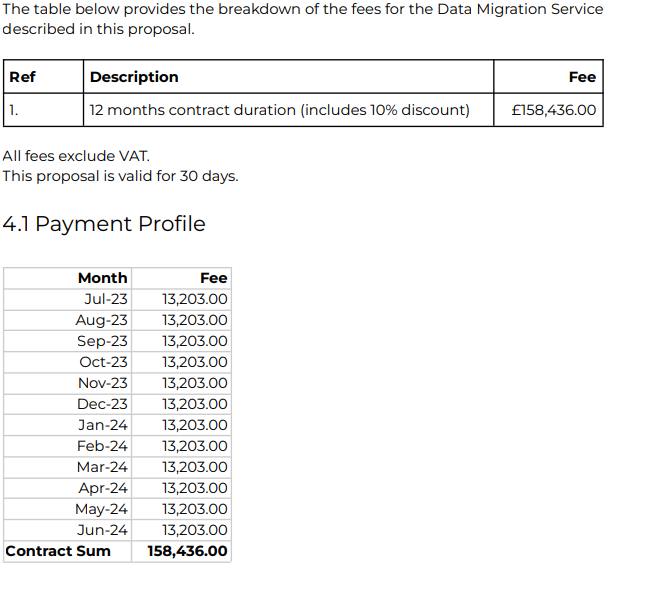 The table below provides the breakdown of the fees for the Data Migration Service
described in this proposal.
Ref Description Fee
1. 12 months contract duration (includes 10% discount) £158,436.00
All fees exclude VAT.
This proposal is valid for 30 days.
4.1 Payment Profile
Month Fee
Jul-23 13,203.00
Aug-23 13,203.00
Sep-23 13,203.00
Oct-23 13,203.00
Nov-23 13,203.00
Dec-23 13,203.00
Jan-24 13,203.00
Feb-24 13,203.00
Mar-24 13,203.00
Apr-24 13,203.00
May-24 13,203.00
Jun-24 13,203.00
Contract Sum 158,436.00